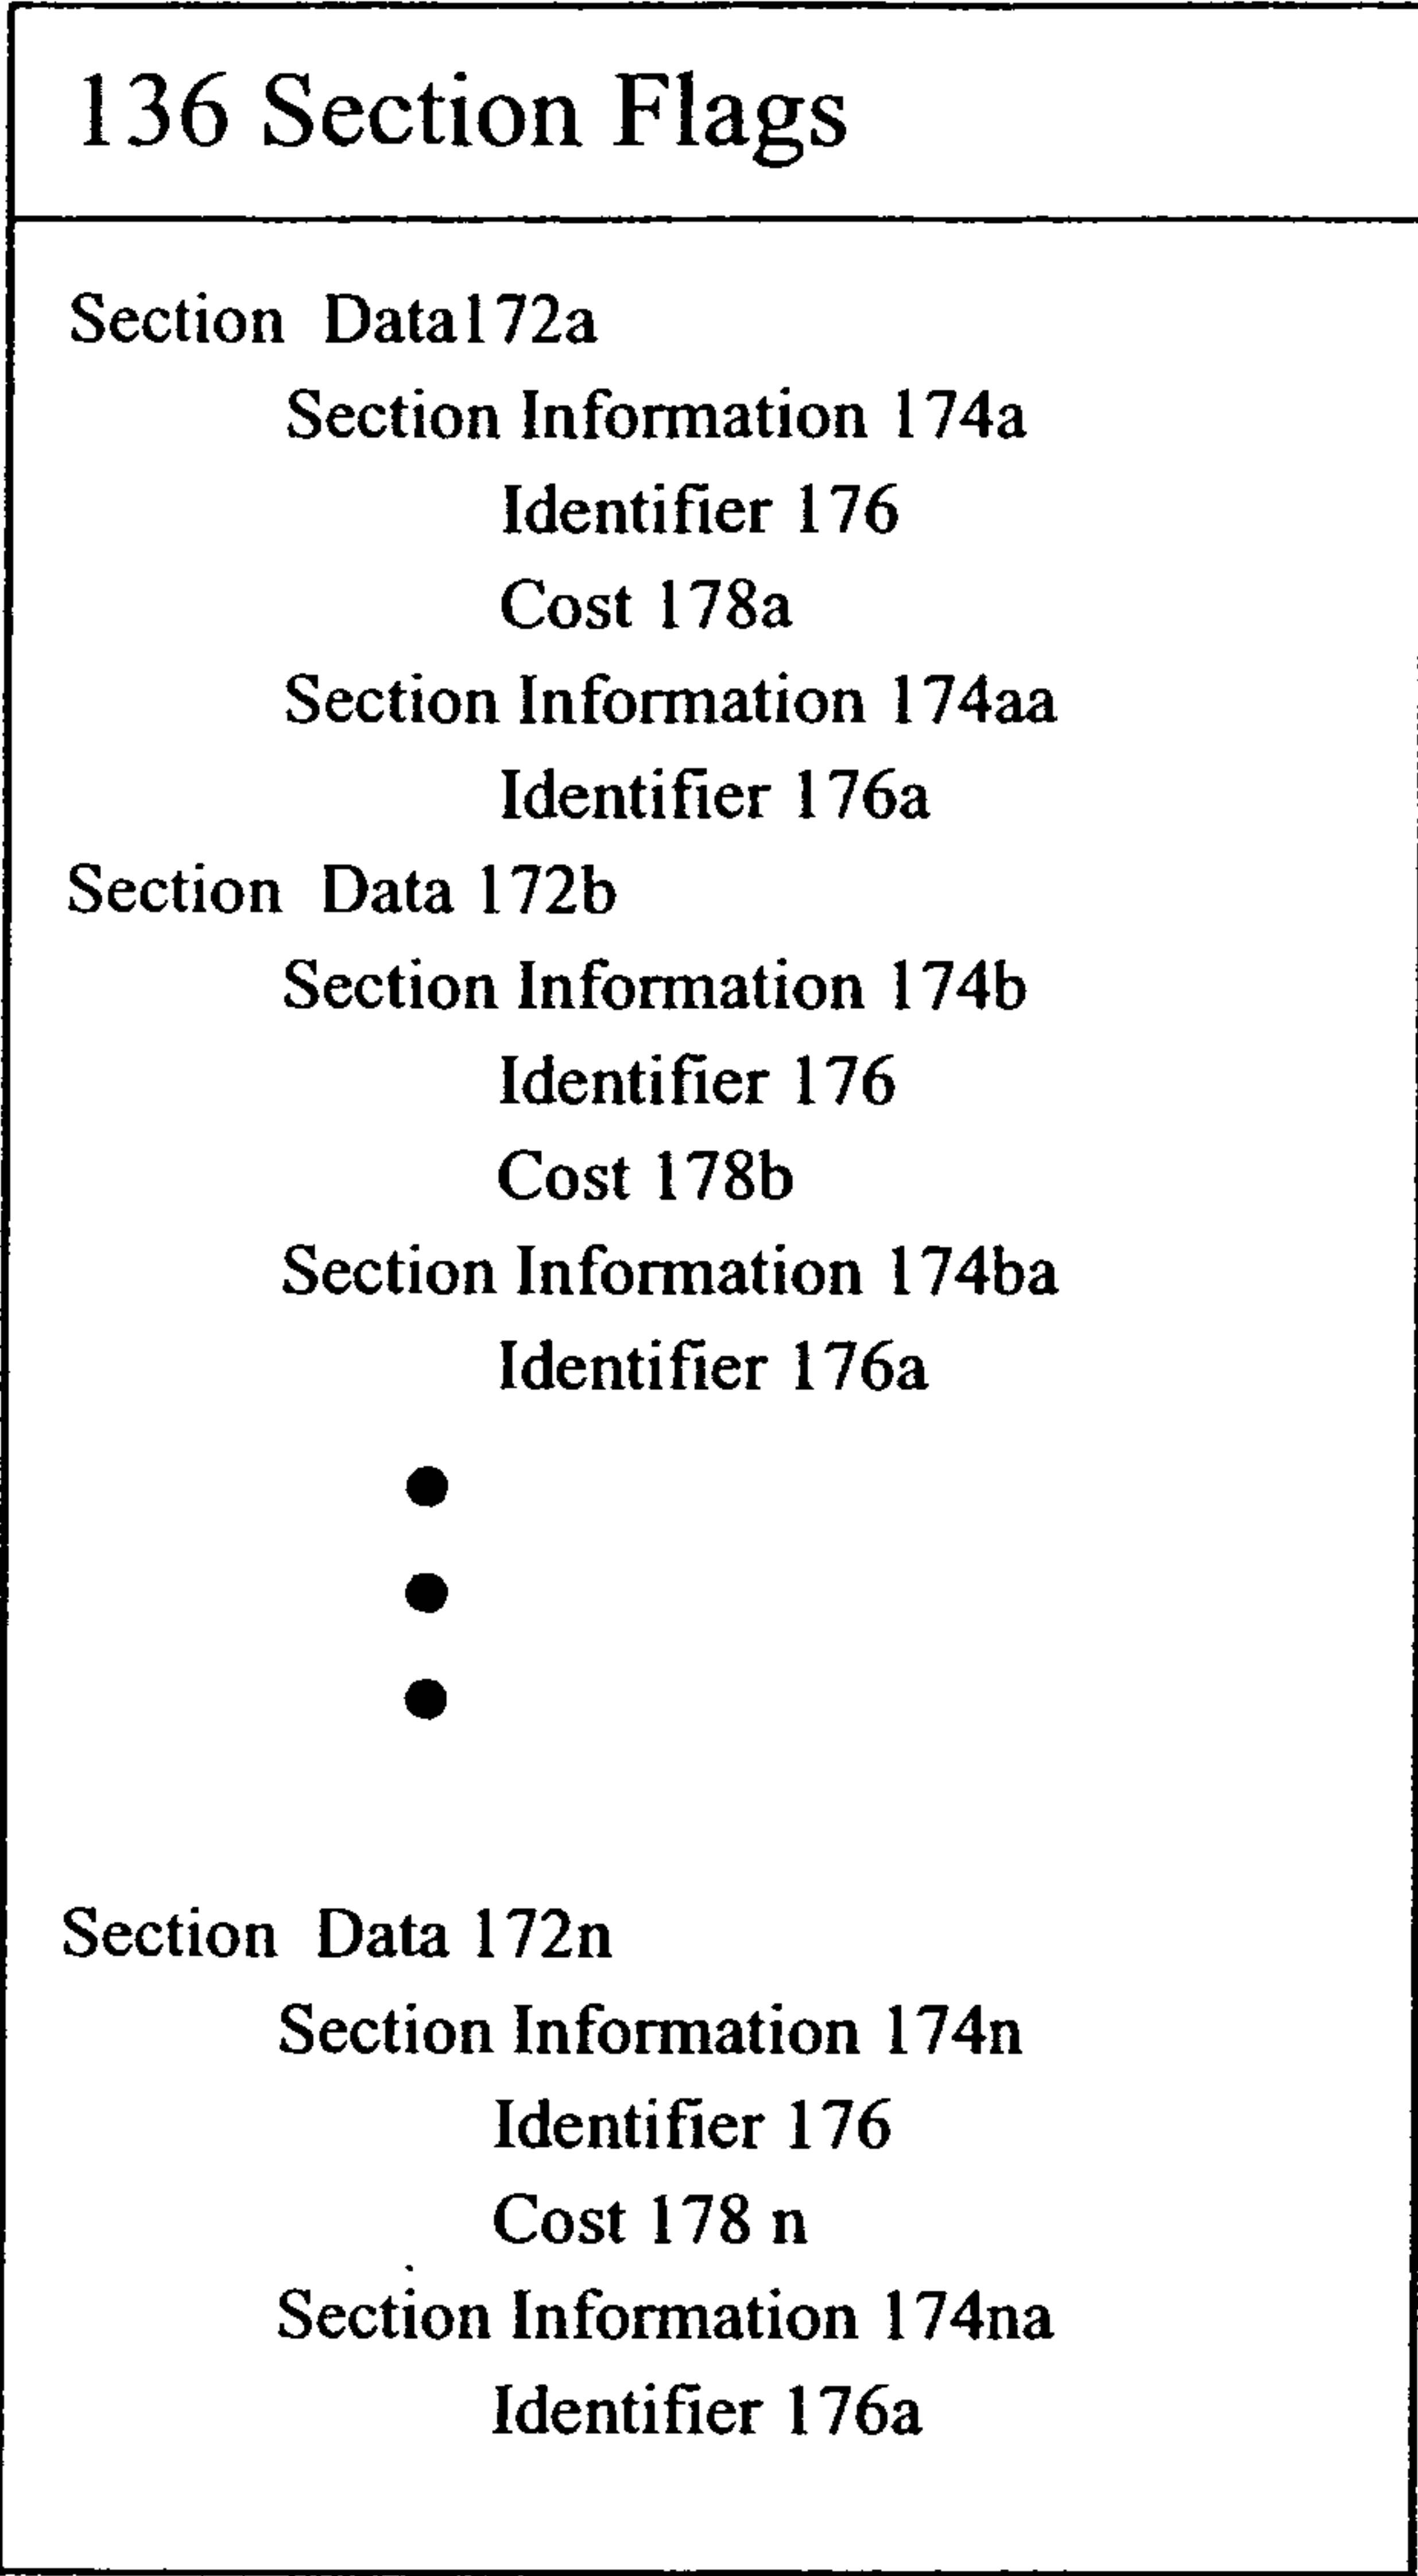 136 Section Flags
Section Data172a
Section Information 174a
Identifier 176
Cost 178a
Section Information 174aa
Identifier 176a
Section Data 172b
Section Information 174b
Identifier 176
Cost 178b
Section Information 174ba
Identifier 176a
Section Data 172n
Section Information 174n
Identifier 176
Cost 178 n
Section Information 174na
Identifier 176a